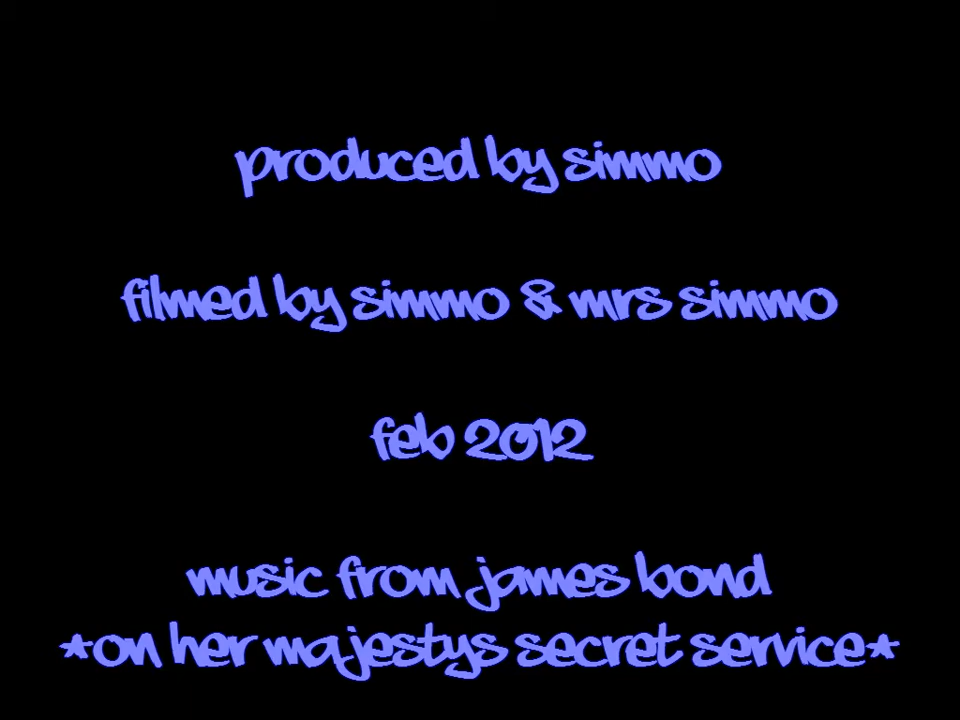 produced by simmo
filmed by simmo & mrs simmo
feb 2012
music from james bond
*on her majestys secret service*